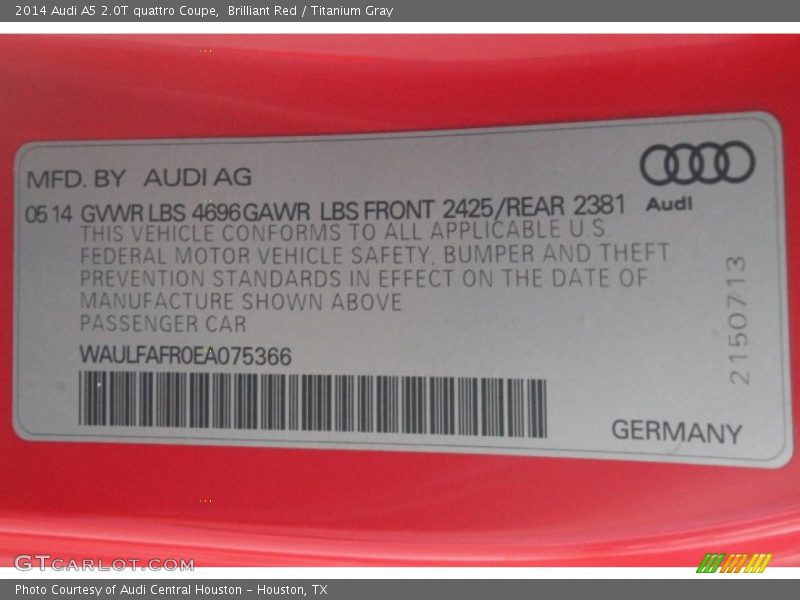 2014 Audi A5 2.0T quattro Coupe,  Brilliant Red / Titanium Gray
MFD. BY AUDI AG
Audi
05 14 GVWR LBS 4696 GAWR LBS FRONT 2425/REAR 2381
THIS VEHICLE CONFORMS TO ALL APPLICABLE U.S.
FEDERAL MOTOR VEHICLE SAFETY, BUMPER AND THEFT
PREVENTION STANDARDS IN EFFECT ON THE DATE OF
MANUFACTURE SHOWN ABOVE
PASSENGER CAR
WAULFAFR0EA075366
2150713
GERMANY
GTCARLOT.COM
Photo Courtesy of Audi Central Houston - Houston, TX